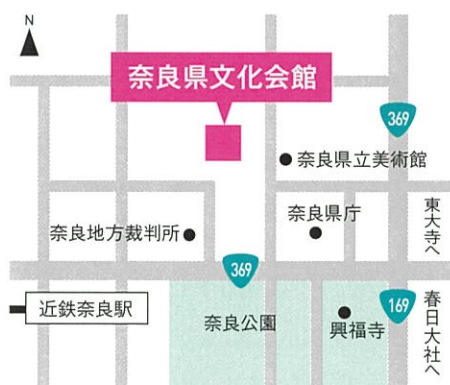 N
奈良県文化会館
369
奈良県立美術館
奈良県庁
奈良地方裁判所
東大寺へ
369
近鉄奈良駅
奈良公園
興福寺
169
春日大社へ